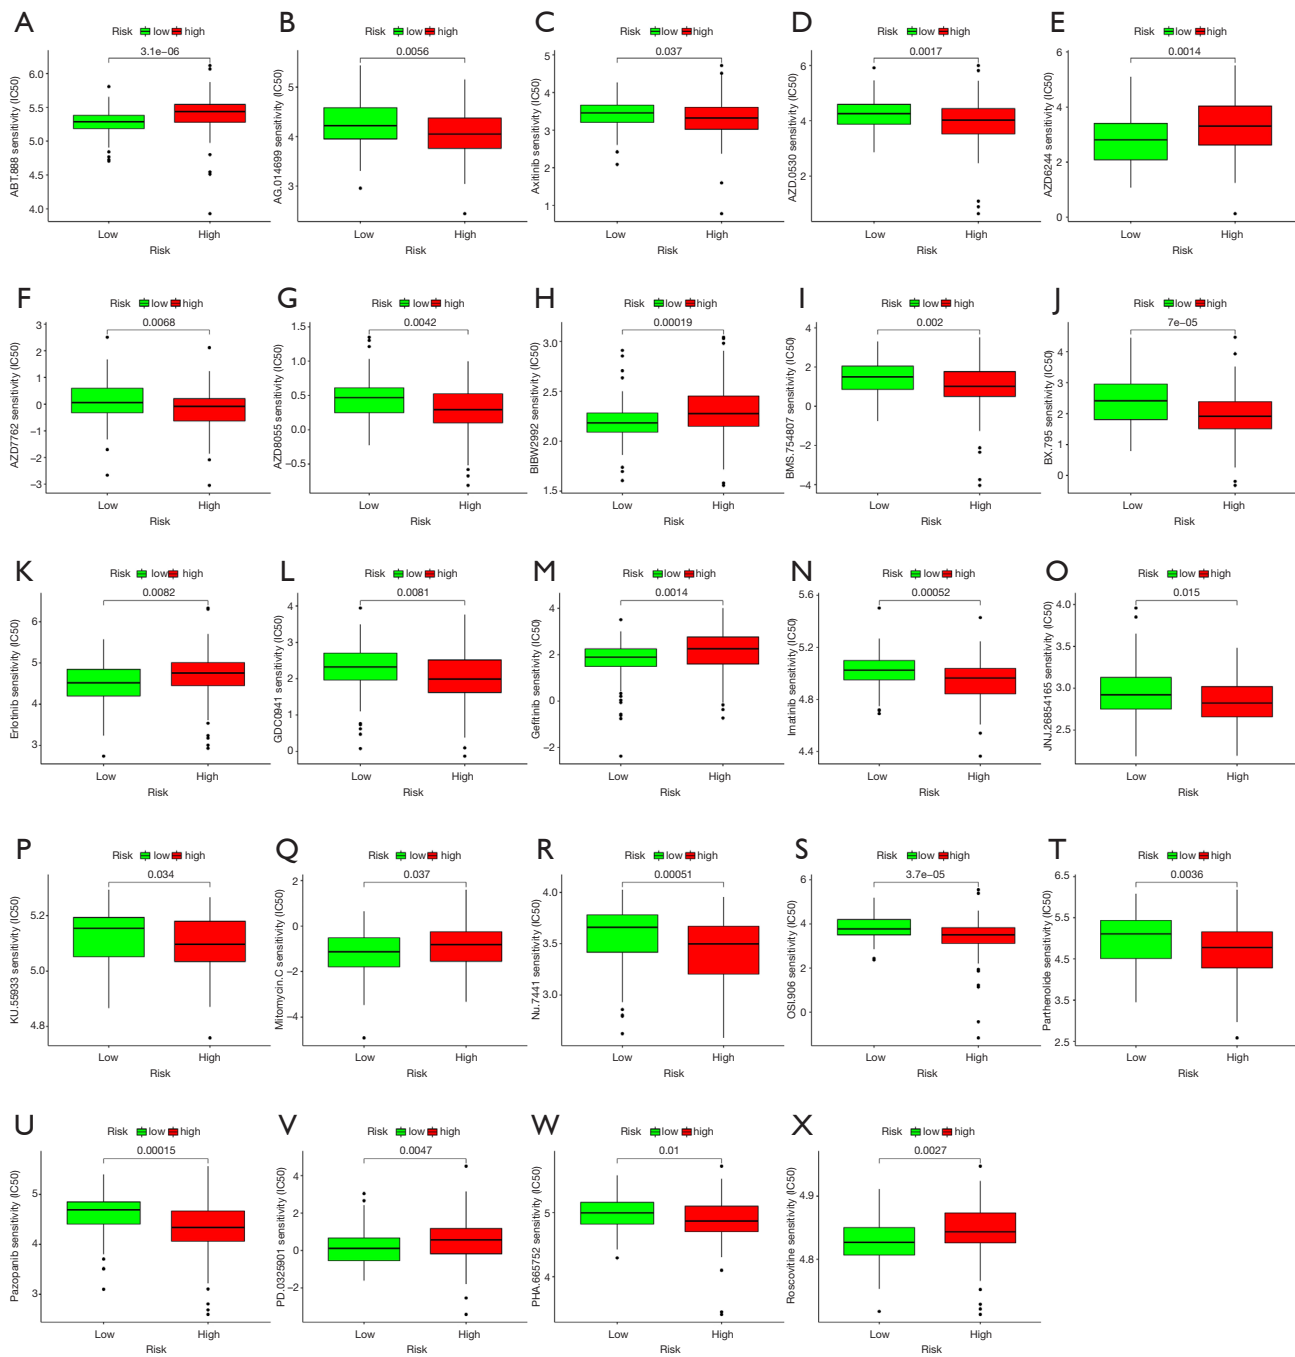 A
Risk low high
3.1e-06
ABT.888 sensitivity (IC50)
6.0
5.5
5.0
4.5
4.0
Low High
Risk
B
Risk low high
0.0056
AG.014699 sensitivity (IC50)
5
4
3
Low High
Risk
C
Risk low high
0.037
Axitinib sensitivity (IC50)
5
4
3
2
1
Low High
Risk
D
Risk low high
0.0017
AZD.0530 sensitivity (IC50)
6
4
2
Low High
Risk
E
Risk low high
0.0014
AZD6244 sensitivity (IC50)
6
4
2
0
Low High
Risk
F
Risk low high
0.0068
AZD7762 sensitivity (IC50)
3
2
1
0
−1
−2
−3
Low High
Risk
G
Risk low high
0.0042
AZD8055 sensitivity (IC50)
1.5
1.0
0.5
0.0
−0.5
Low High
Risk
H
Risk low high
0.00019
BIBW2992 sensitivity (IC50)
3.0
2.5
2.0
1.5
Low High
Risk
I
Risk low high
0.002
BMS.754807 sensitivity (IC50)
4
2
0
−2
−4
Low High
Risk
J
Risk low high
7e-05
BX.795 sensitivity (IC50)
4
3
2
1
0
Low High
Risk
K
Risk low high
0.0082
Erlotinib sensitivity (IC50)
6
5
4
3
Low High
Risk
L
Risk low high
0.0081
GDC0941 sensitivity (IC50)
4
3
2
1
0
Low High
Risk
M
Risk low high
0.0014
Gefitinib sensitivity (IC50)
4
2
0
−2
Low High
Risk
N
Risk low high
0.00052
Imatinib sensitivity (IC50)
5.6
5.2
4.8
4.4
Low High
Risk
O
Risk low high
0.015
JNJ.26854165 sensitivity (IC50)
4.0
3.5
3.0
2.5
Low High
Risk
P
Risk low high
0.034
KU.55933 sensitivity (IC50)
5.2
5.0
4.8
Low High
Risk
Q
Risk low high
0.037
Mitomycin.C sensitivity (IC50)
2
0
−2
−4
Low High
Risk
R
Risk low high
0.00051
Nu.7441 sensitivity (IC50)
4.0
3.5
3.0
Low High
Risk
S
Risk low high
3.7e-05
OSI.906 sensitivity (IC50)
6
4
2
0
Low High
Risk
T
Risk low high
0.0036
Parthenolide sensitivity (IC50)
6.5
5.5
4.5
3.5
2.5
Low High
Risk
U
Risk low high
0.00015
Pazopanib sensitivity (IC50)
5
4
3
Low High
Risk
V
Risk low high
0.0047
PD.0325901 sensitivity (IC50)
4
2
0
−2
Low High
Risk
W
Risk low high
0.01
PHA.665752 sensitivity (IC50)
5
4
Low High
Risk
X
Risk low high
0.0027
Roscovitine sensitivity (IC50)
4.9
4.8
Low High
Risk